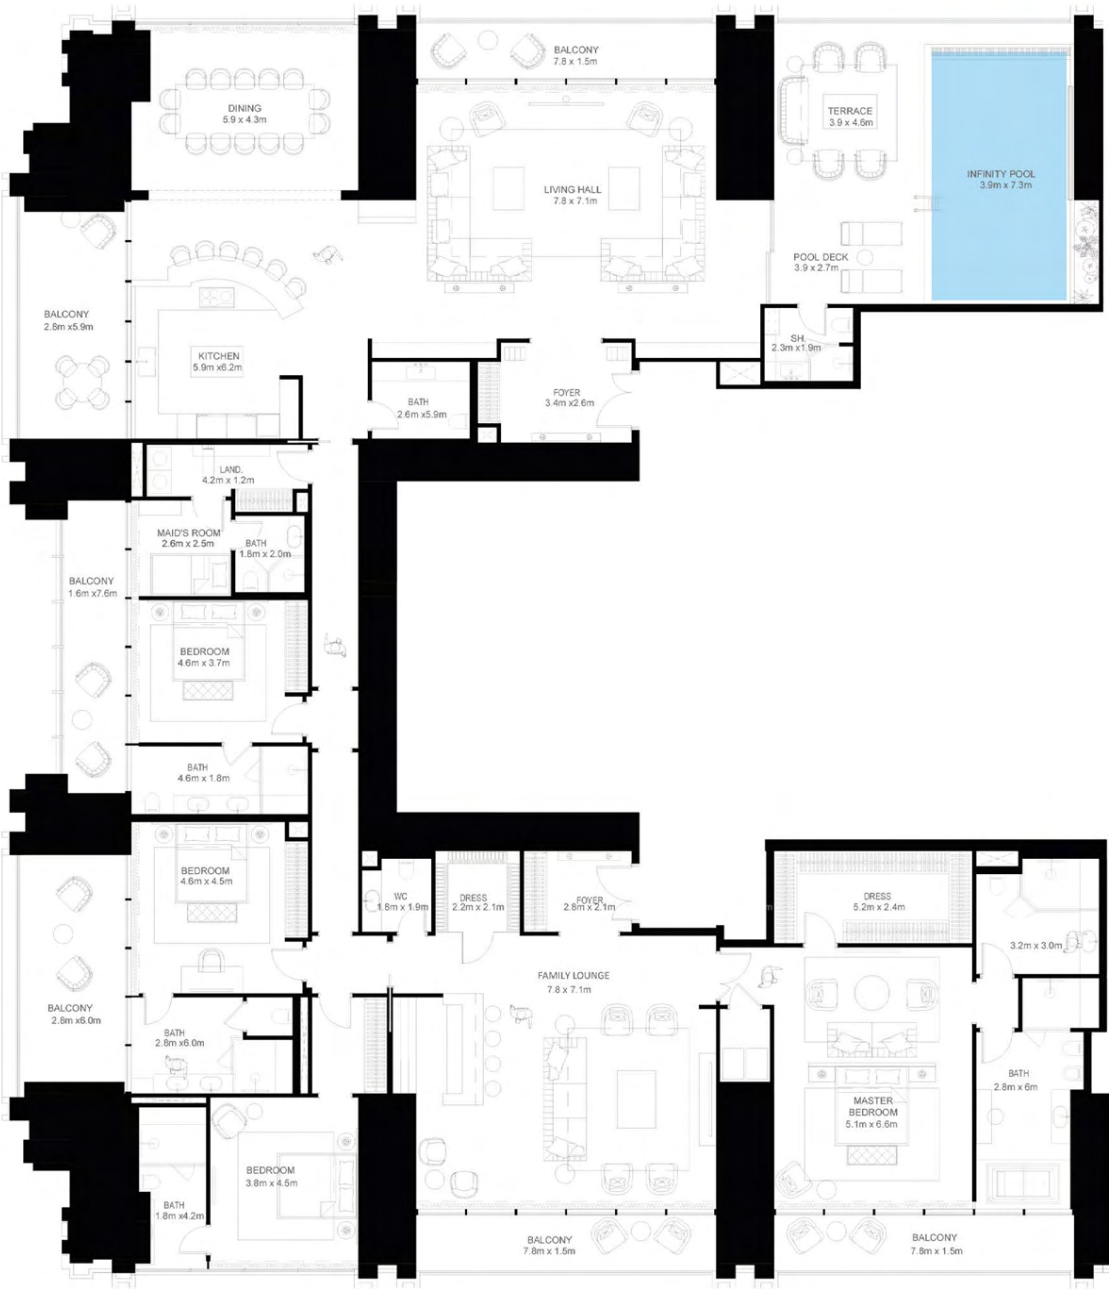 BALCONY
7.8 x 1.5m
DINING
5.9 x 4.3m
TERRACE
3.9 x 4.6m
LIVING HALL
7.8 x 7.1m
INFINITY POOL
3.9m x 7.3m
POOL DECK
3.9 x 2.7m
BALCONY
2.8m x5.9m
KITCHEN
5.9m x6.2m
SH.
2.3m x1.9m
BATH
2.6m x5.9m
FOYER
3.4m x2.6m
LAND.
4.2m x 1.2m
MAID'S ROOM
2.6m x 2.5m
BATH
1.8m x 2.0m
BALCONY
1.6m x7.6m
BEDROOM
4.6m x 3.7m
BATH
4.6m x 1.8m
BEDROOM
4.6m x 4.5m
WC
1.8m x 1.9m
DRESS
2.2m x 2.1m
FOYER
2.8m x 2.1m
DRESS
5.2m x 2.4m
3.2m x 3.0m
FAMILY LOUNGE
7.8m x 7.1m
BALCONY
2.8m x6.0m
BATH
2.8m x6.0m
BATH
2.8m x 6m
MASTER
BEDROOM
5.1m x 6.6m
BEDROOM
3.8m x 4.5m
BATH
1.8m x4.2m
BALCONY
7.8m x 1.5m
BALCONY
7.8m x 1.5m